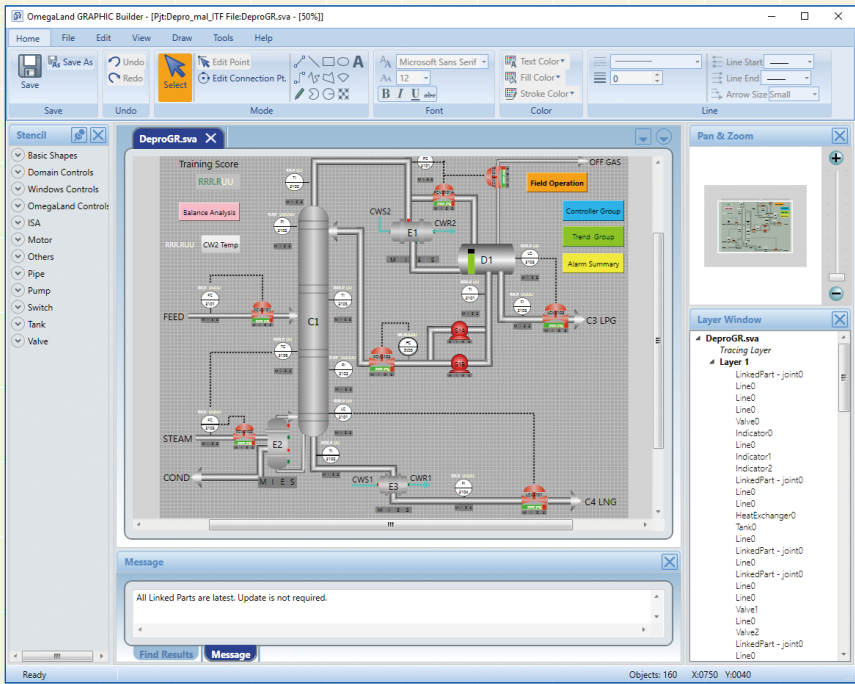 OmegaLand GRAPHIC Builder - [Pjt:Depro_mal_ITF File:DeproGR.sva - [50%]]
Home File Edit View Draw Tools Help
Save
Save As
Undo
Redo
Select
Edit Point
Edit Connection Pt.
A
Microsoft Sans Serif
12
B I U abc
Text Color
Fill Color
Stroke Color
0
Line Start
Line End
Arrow Size Small
Save Undo Mode Font Color Line
Stencil
Basic Shapes
Domain Controls
Windows Controls
OmegaLand Controls
ISA
Motor
Others
Pipe
Pump
Switch
Tank
Valve
DeproGR.sva
Training Score
RRR.RUU
Balance Analysis
RRR.RUU CW2 Temp
OFF GAS
Field Operation
Controller Group
Trend Group
Alarm Summary
CWS2
CWR2
E1
M I E S
D1
C1
FEED
C3 LPG
STEAM
E2
COND
M I E S
CWS1
CWR1
E3
M I E S
C4 LNG
Pan & Zoom
Layer Window
DeproGR.sva
Tracing Layer
Layer 1
LinkedPart - joint0
Line0
Line0
Line0
Valve0
Indicator0
Line0
Indicator1
Indicator2
LinkedPart - joint0
Line0
Line0
HeatExchanger0
Tank0
Line0
LinkedPart - joint0
Line0
LinkedPart - joint0
Line0
Line0
Valve1
Line0
Valve2
LinkedPart - joint0
Line0
Message
All Linked Parts are latest. Update is not required.
Find Results Message
Ready
Objects: 160 X:0750 Y:0040